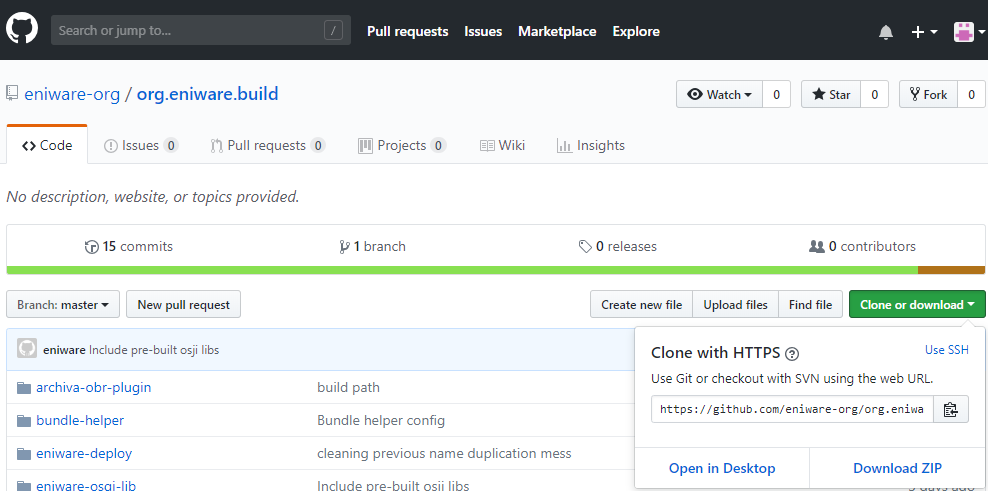 Search or jump to... / Pull requests Issues Marketplace Explore
eniware-org / org.eniware.build Watch 0 Star 0 Fork 0
Code Issues 0 Pull requests 0 Projects 0 Wiki Insights
No description, website, or topics provided.
15 commits 1 branch 0 releases 0 contributors
Branch: master New pull request Create new file Upload files Find file Clone or download
eniware Include pre-built osji libs
Clone with HTTPS ? Use SSH
Use Git or checkout with SVN using the web URL.
https://github.com/eniware-org/org.eniwa
Open in Desktop Download ZIP
archiva-obr-plugin build path
bundle-helper Bundle helper config
eniware-deploy cleaning previous name duplication mess
eniware-osgi-lib Include pre-built osji libs days ago